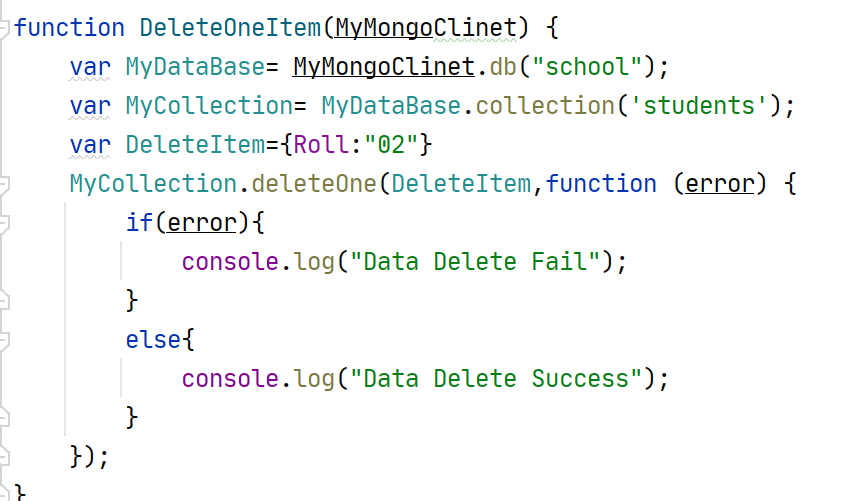 function DeleteOneItem(MyMongoClinet) {
    var MyDataBase= MyMongoClinet.db("school");
    var MyCollection= MyDataBase.collection('students');
    var DeleteItem={Roll:"02"}
    MyCollection.deleteOne(DeleteItem,function (error) {
        if(error){
            console.log("Data Delete Fail");
        }
        else{
            console.log("Data Delete Success");
        }
    });
}